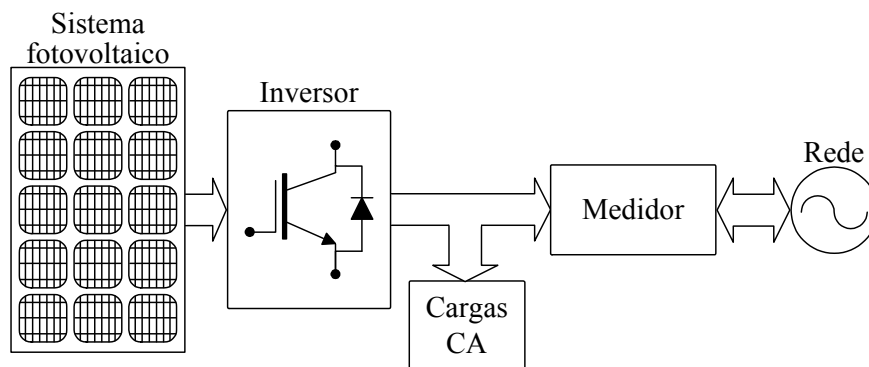 Sistema
fotovoltaico
Inversor
Medidor
Rede
Cargas
CA